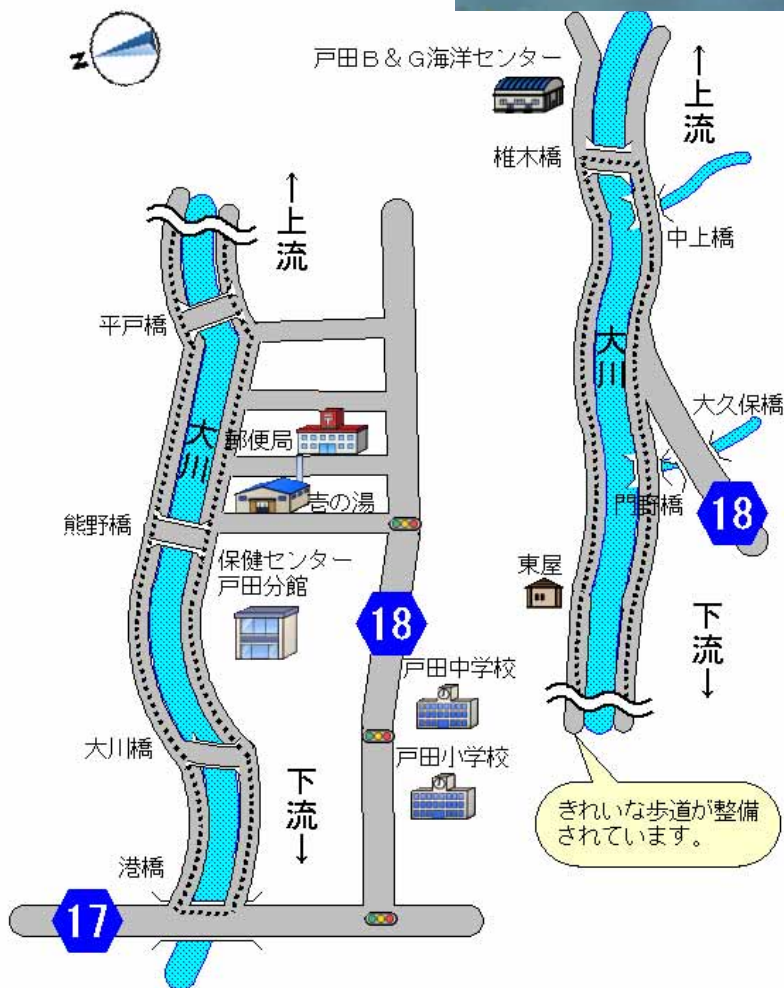 N
↑上流
平戸橋
大川
郵便局
〒
壱の湯
熊野橋
保健センター
戸田分館
18
戸田中学校
大川橋
戸田小学校
下流↓
港橋
17
戸田B&G海洋センター
↑上流
椎木橋
中上橋
大川
大久保橋
門野橋
18
東屋
下流↓
きれいな歩道が整備
されています。